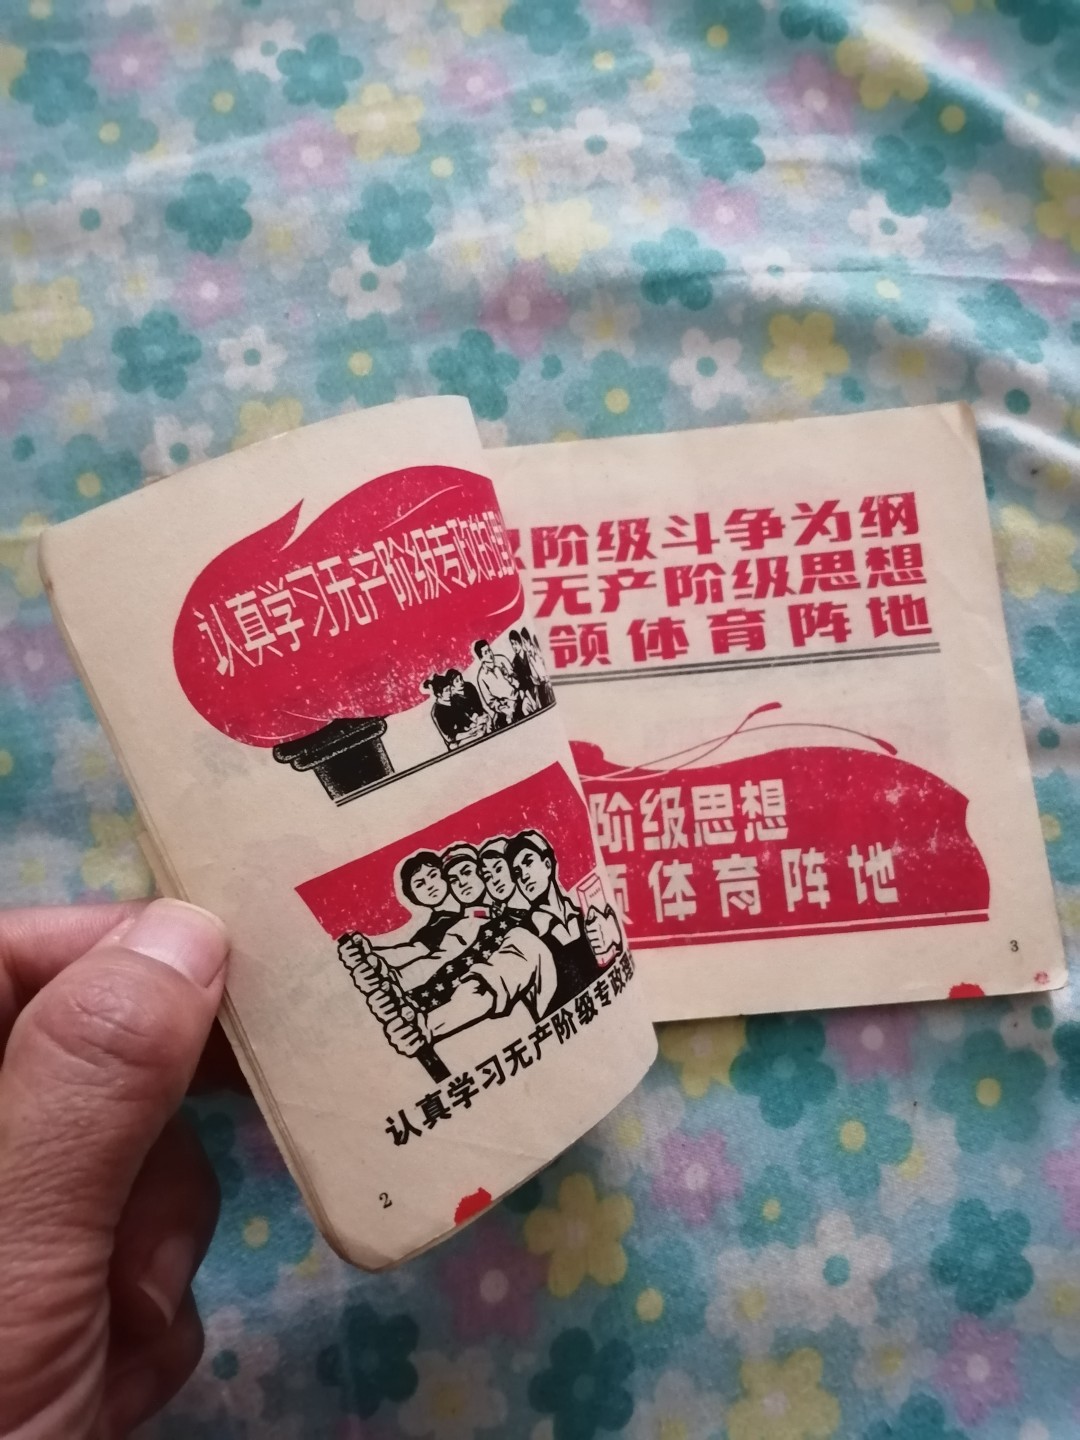 认真学习无产阶级专政的理
认真学习无产阶级专政理
2
阶级斗争为纲
无产阶级思想
领体育阵地
阶级思想
领体育阵地
3